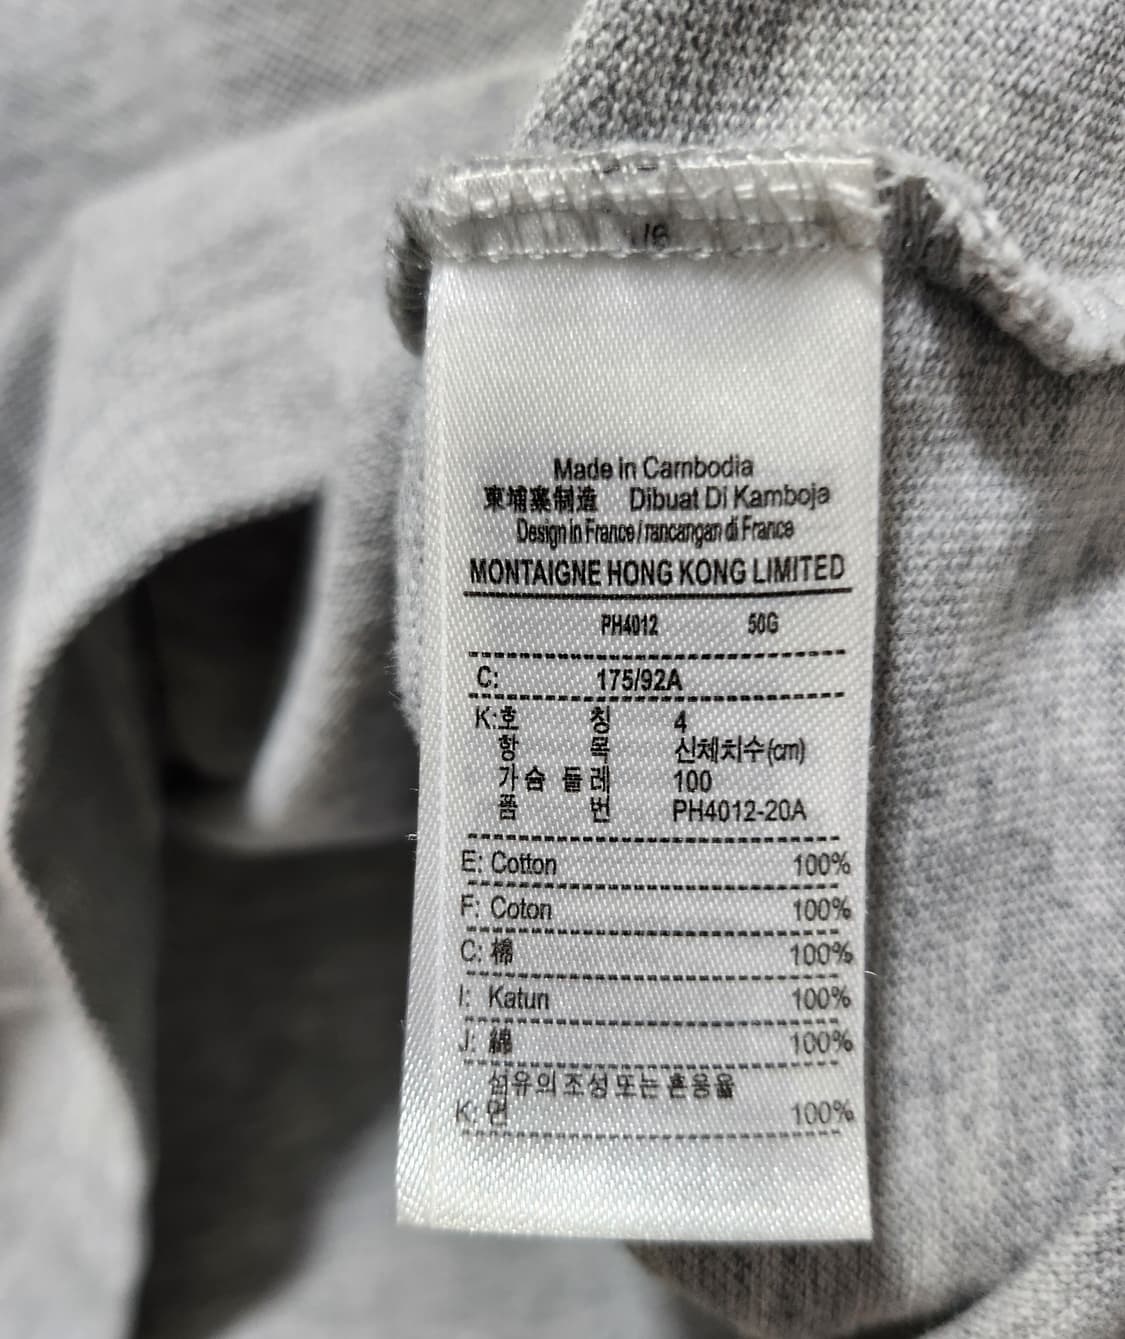 Made in Cambodia
柬埔寨制造 Dibuat Di Kamboja
Design in France / rancangan di France
MONTAIGNE HONG KONG LIMITED
PH4012 50G
C: 175/92A
K:호 칭 4
항 목 신체치수(cm)
가슴 둘레 100
품 번 PH4012-20A
E: Cotton 100%
F: Coton 100%
C: 棉 100%
I: Katun 100%
J: 綿 100%
섬유의 조성 또는 혼용율
K: 면 100%